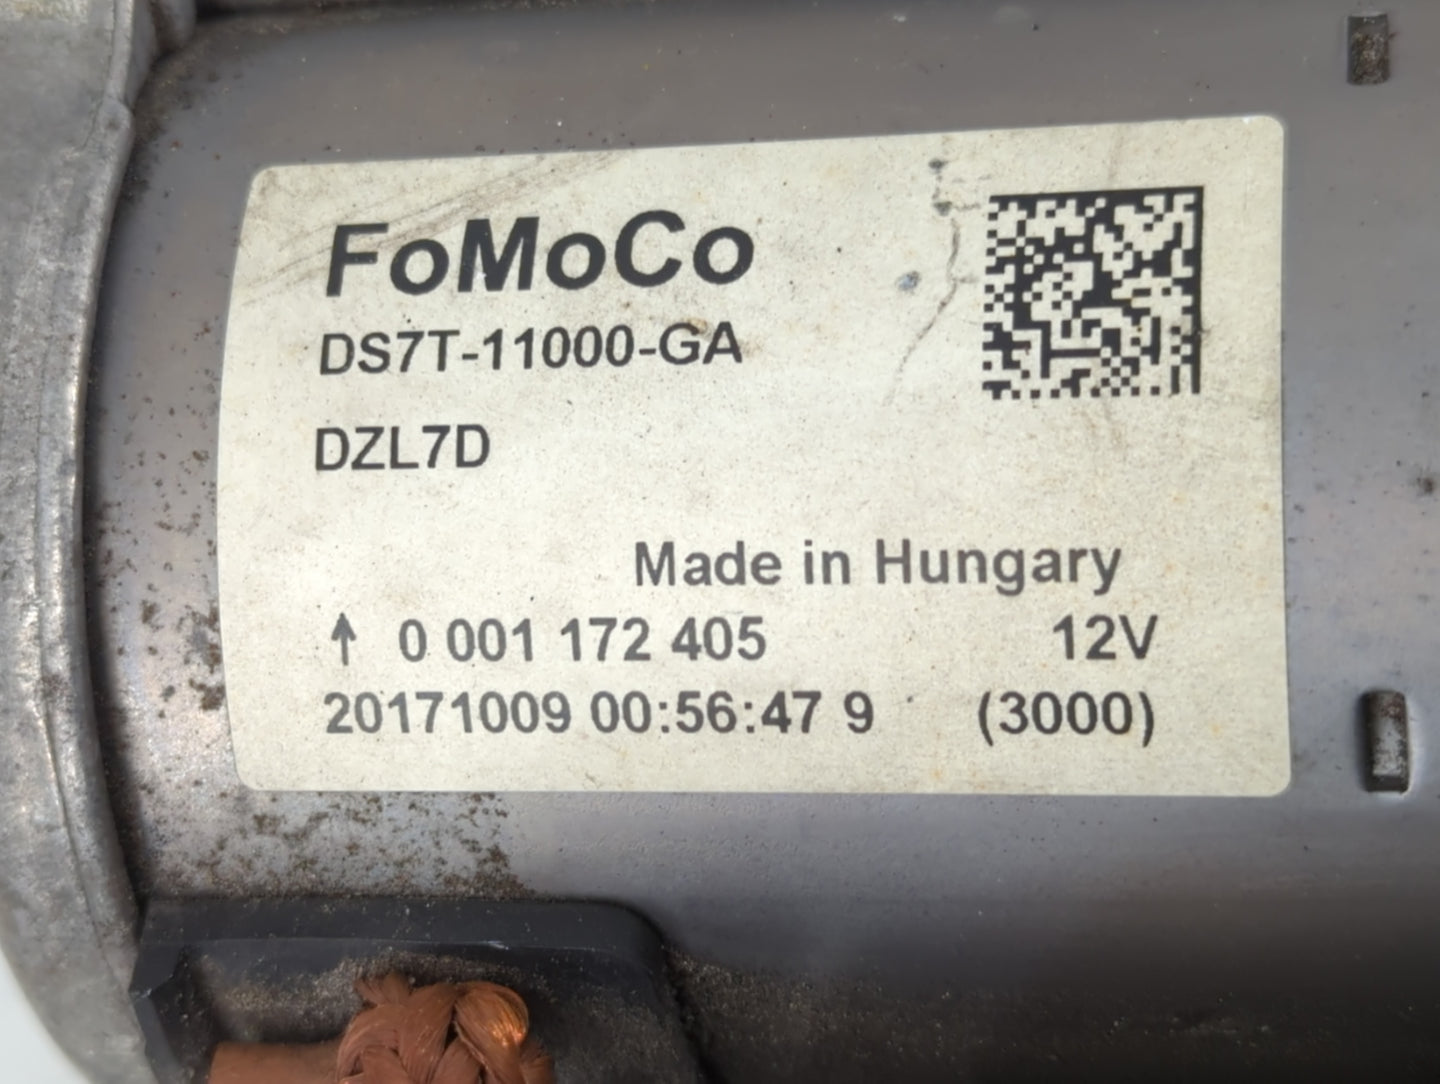 FoMoCo
DS7T-11000-GA
DZL7D
Made in Hungary
↑ 0 001 172 405 12V
20171009 00:56:47 9 (3000)